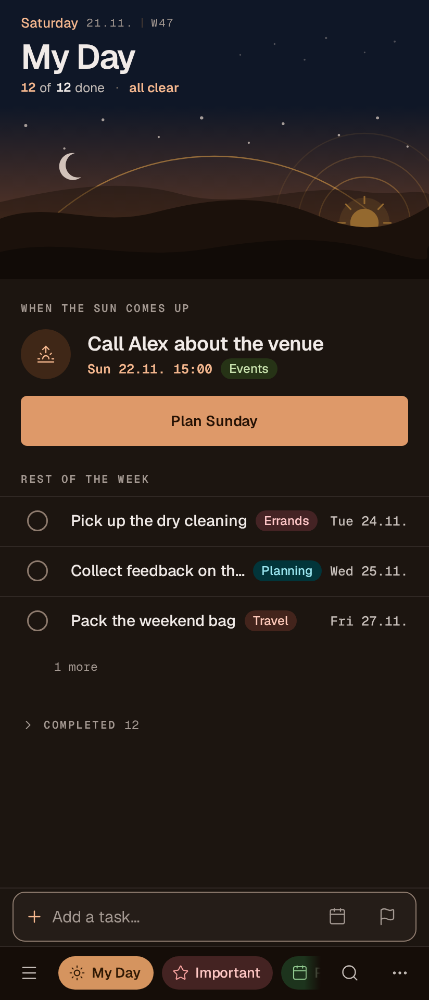 Saturday 21.11. | W47
My Day
12 of 12 done · all clear
WHEN THE SUN COMES UP
Call Alex about the venue
Sun 22.11. 15:00 Events
Plan Sunday
REST OF THE WEEK
Pick up the dry cleaning Errands Tue 24.11.
Collect feedback on th… Planning Wed 25.11.
Pack the weekend bag Travel Fri 27.11.
1 more
COMPLETED 12
Add a task…
My Day Important